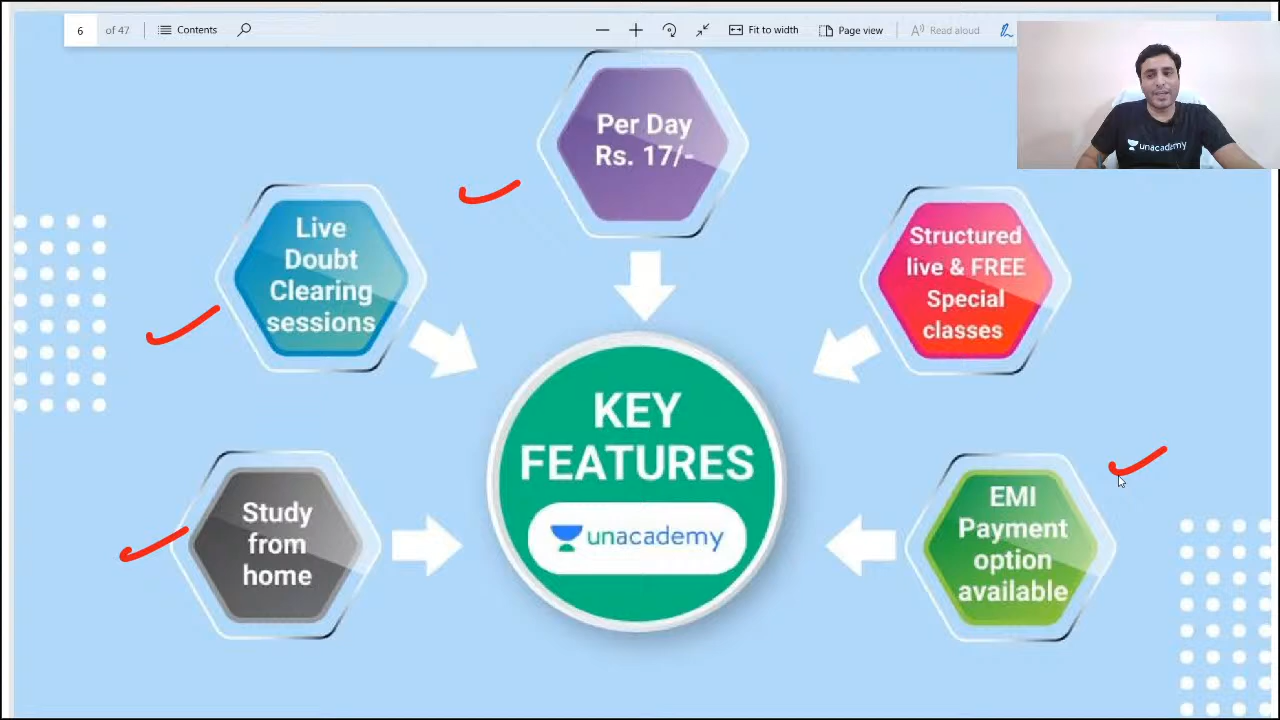 6 of 47 Contents Fit to width Page view Read aloud
unacademy
Per Day
Rs. 17/-
Live
Doubt
Clearing
sessions
Structured
live & FREE
Special
classes
KEY
FEATURES
unacademy
Study
from
home
EMI
Payment
option
available